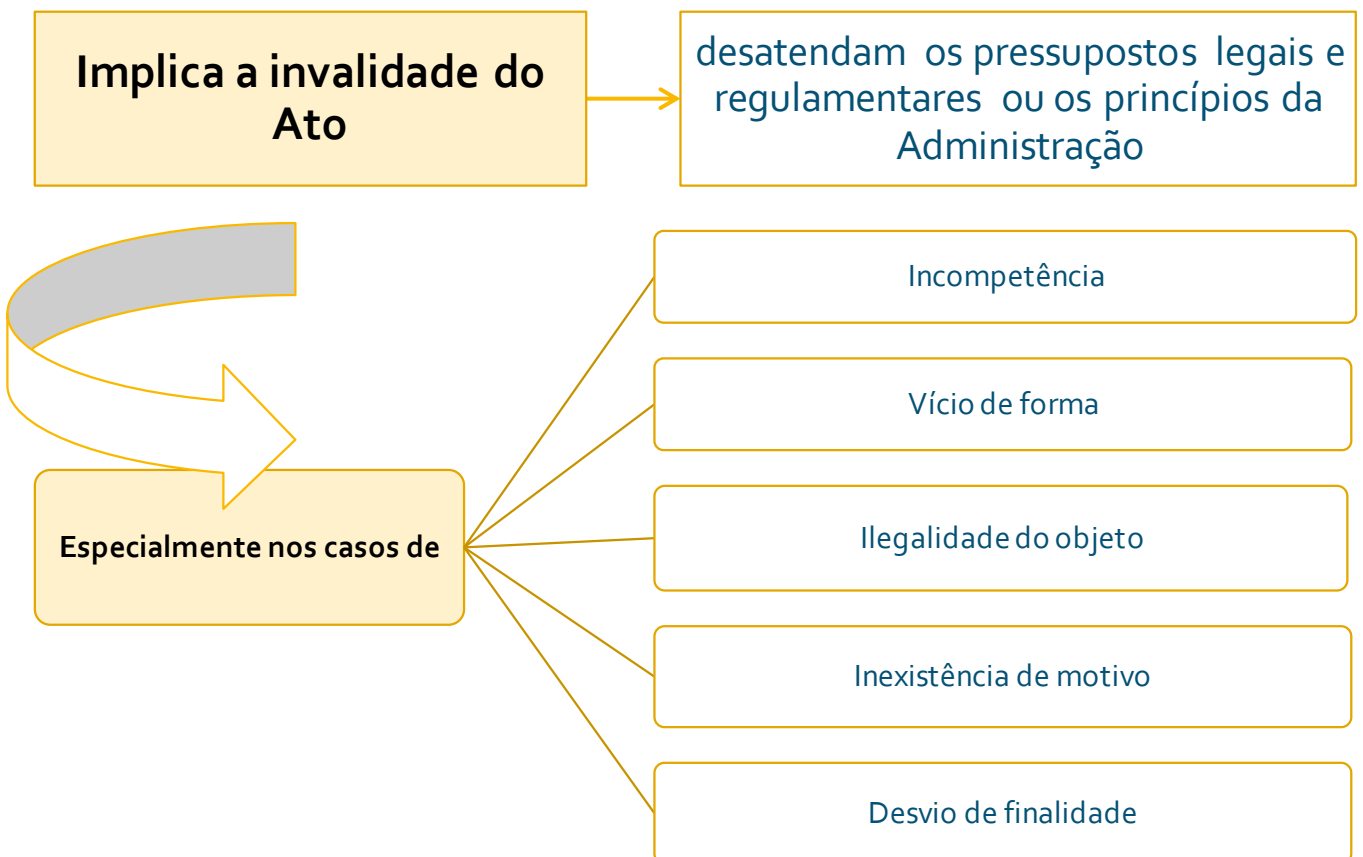 Implica a invalidade do
Ato
desatendam os pressupostos legais e
regulamentares ou os princípios da
Administração
Especialmente nos casos de
Incompetência
Vício de forma
Ilegalidade do objeto
Inexistência de motivo
Desvio de finalidade